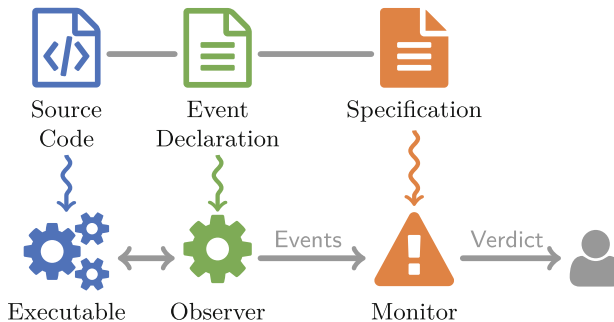 Source
Code
Event
Declaration
Specification
Events
Verdict
Executable
Observer
Monitor